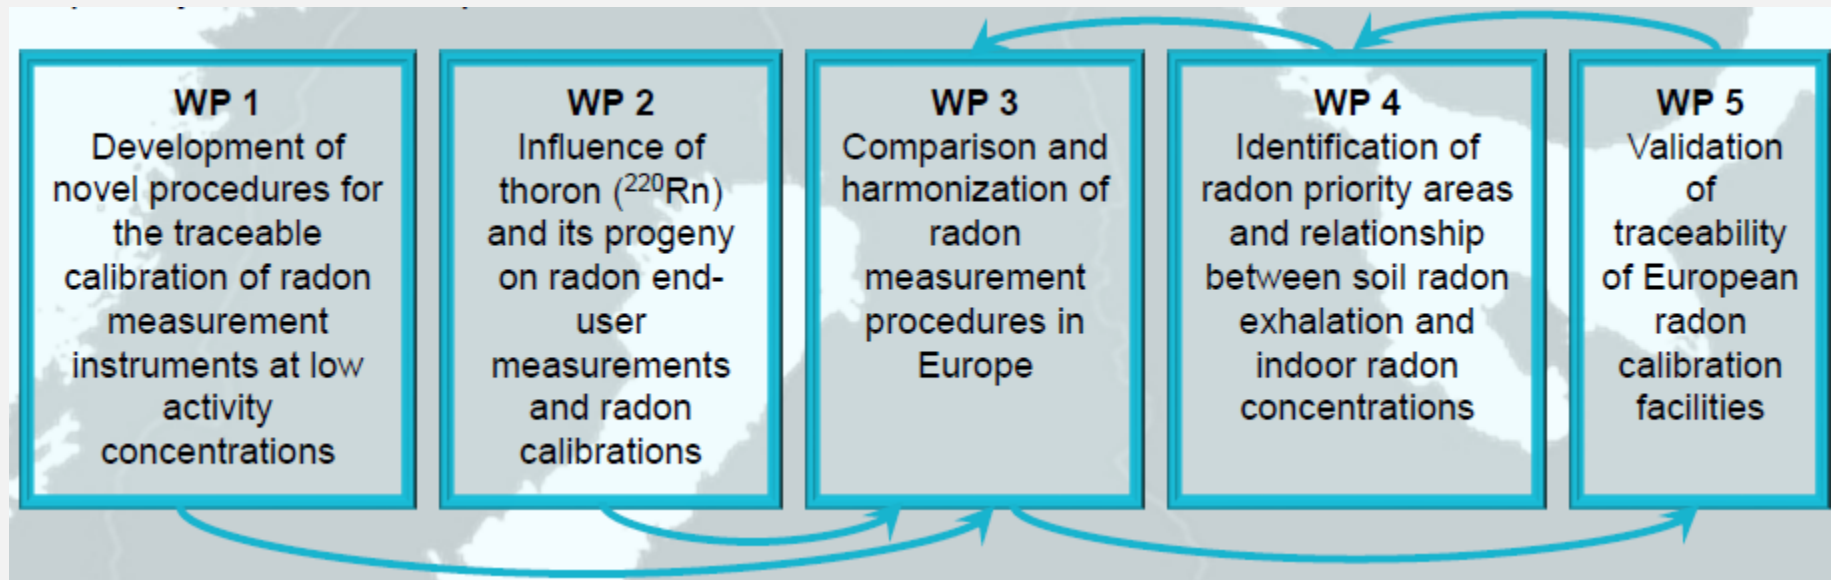 WP 1
Development of
novel procedures for
the traceable
calibration of radon
measurement
instruments at low
activity
concentrations
WP 2
Influence of
thoron (²²⁰Rn)
and its progeny
on radon end-
user
measurements
and radon
calibrations
WP 3
Comparison and
harmonization of
radon
measurement
procedures in
Europe
WP 4
Identification of
radon priority areas
and relationship
between soil radon
exhalation and
indoor radon
concentrations
WP 5
Validation
of
traceability
of European
radon
calibration
facilities